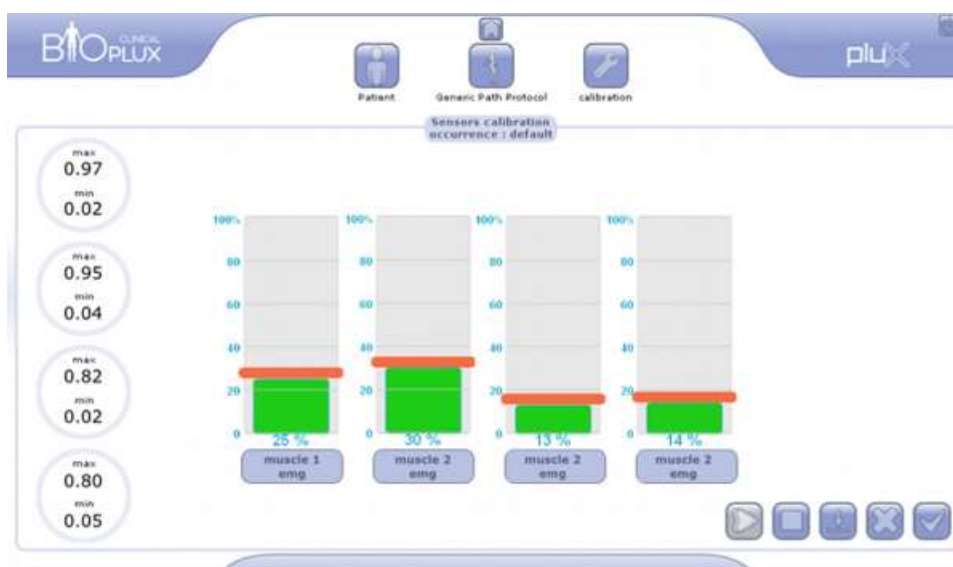 BIOPLUX
CLINICAL
plux
Patient
Generic Path Protocol
calibration
Sensors calibration
occurrence : default
max
0.97
min
0.02
max
0.95
min
0.04
max
0.82
min
0.02
max
0.80
min
0.05
100%
80
60
40
20
0
25 %
muscle 1
emg
100%
80
60
40
20
0
30 %
muscle 2
emg
100%
80
60
40
20
0
13 %
muscle 2
emg
100%
80
60
40
20
0
14 %
muscle 2
emg